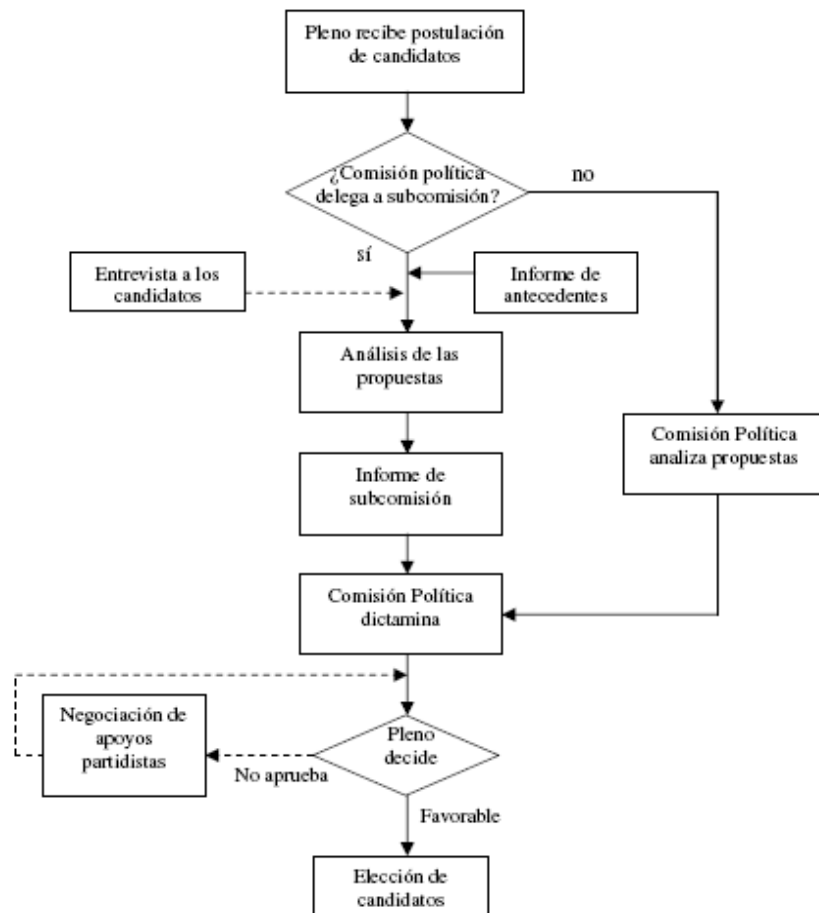 Pleno recibe postulación
de candidatos
¿Comisión política
delega a subcomisión?
no
sí
Entrevista a los
candidatos
Informe de
antecedentes
Análisis de las
propuestas
Comisión Política
analiza propuestas
Informe de
subcomisión
Comisión Política
dictamina
Negociación de
apoyos
partidistas
Pleno
decide
No aprueba
Favorable
Elección de
candidatos